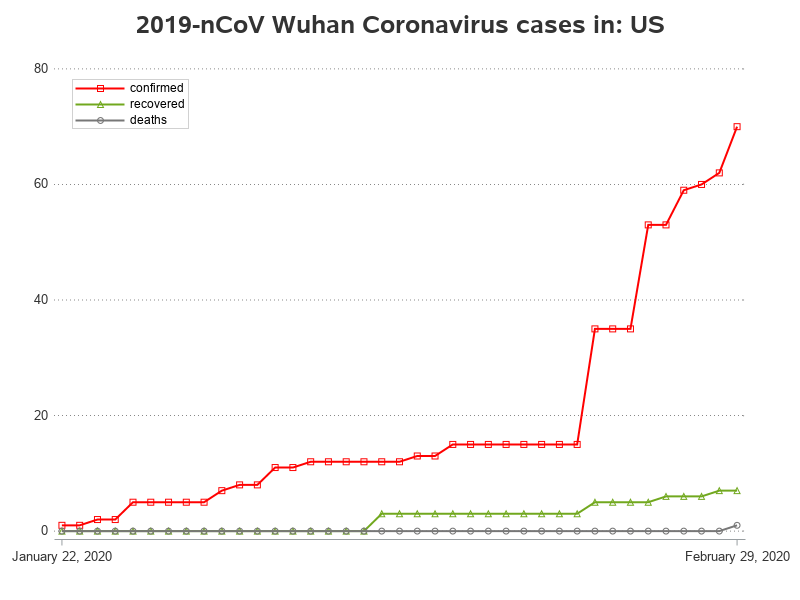 2019-nCoV Wuhan Coronavirus cases in: US
80
confirmed
recovered
deaths
60
40
20
0
January 22, 2020
February 29, 2020